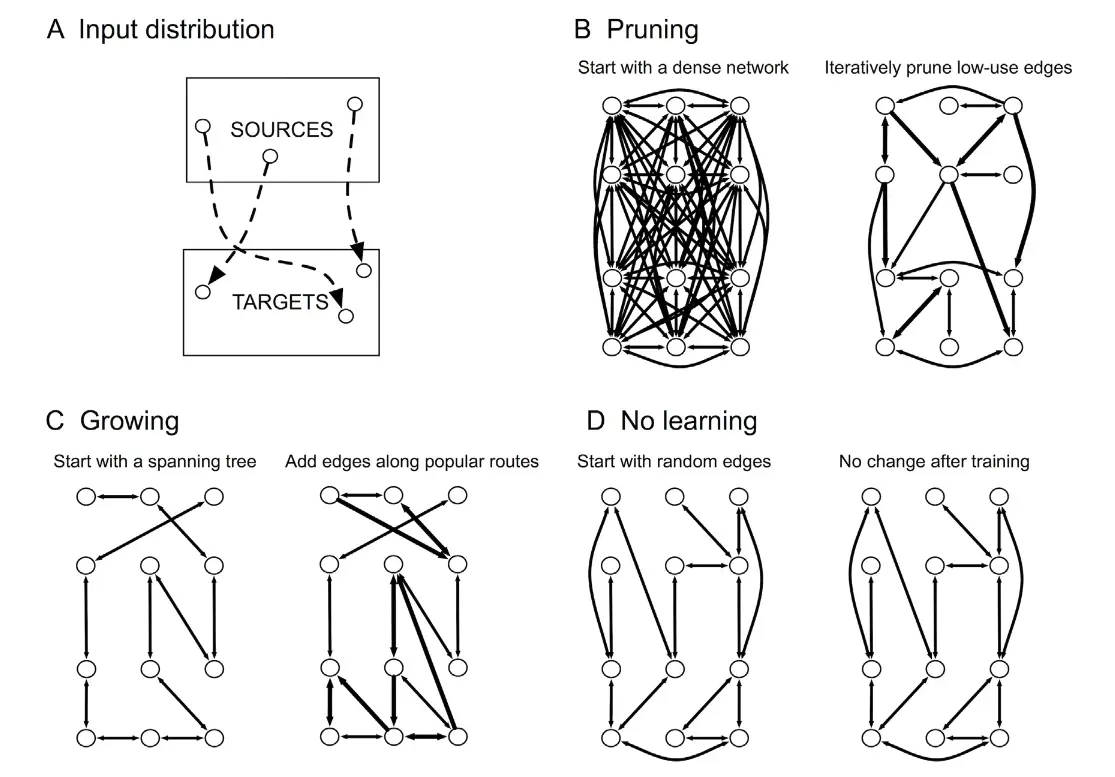 A Input distribution
SOURCES
TARGETS
B Pruning
Start with a dense network
Iteratively prune low-use edges
C Growing
Start with a spanning tree
Add edges along popular routes
D No learning
Start with random edges
No change after training